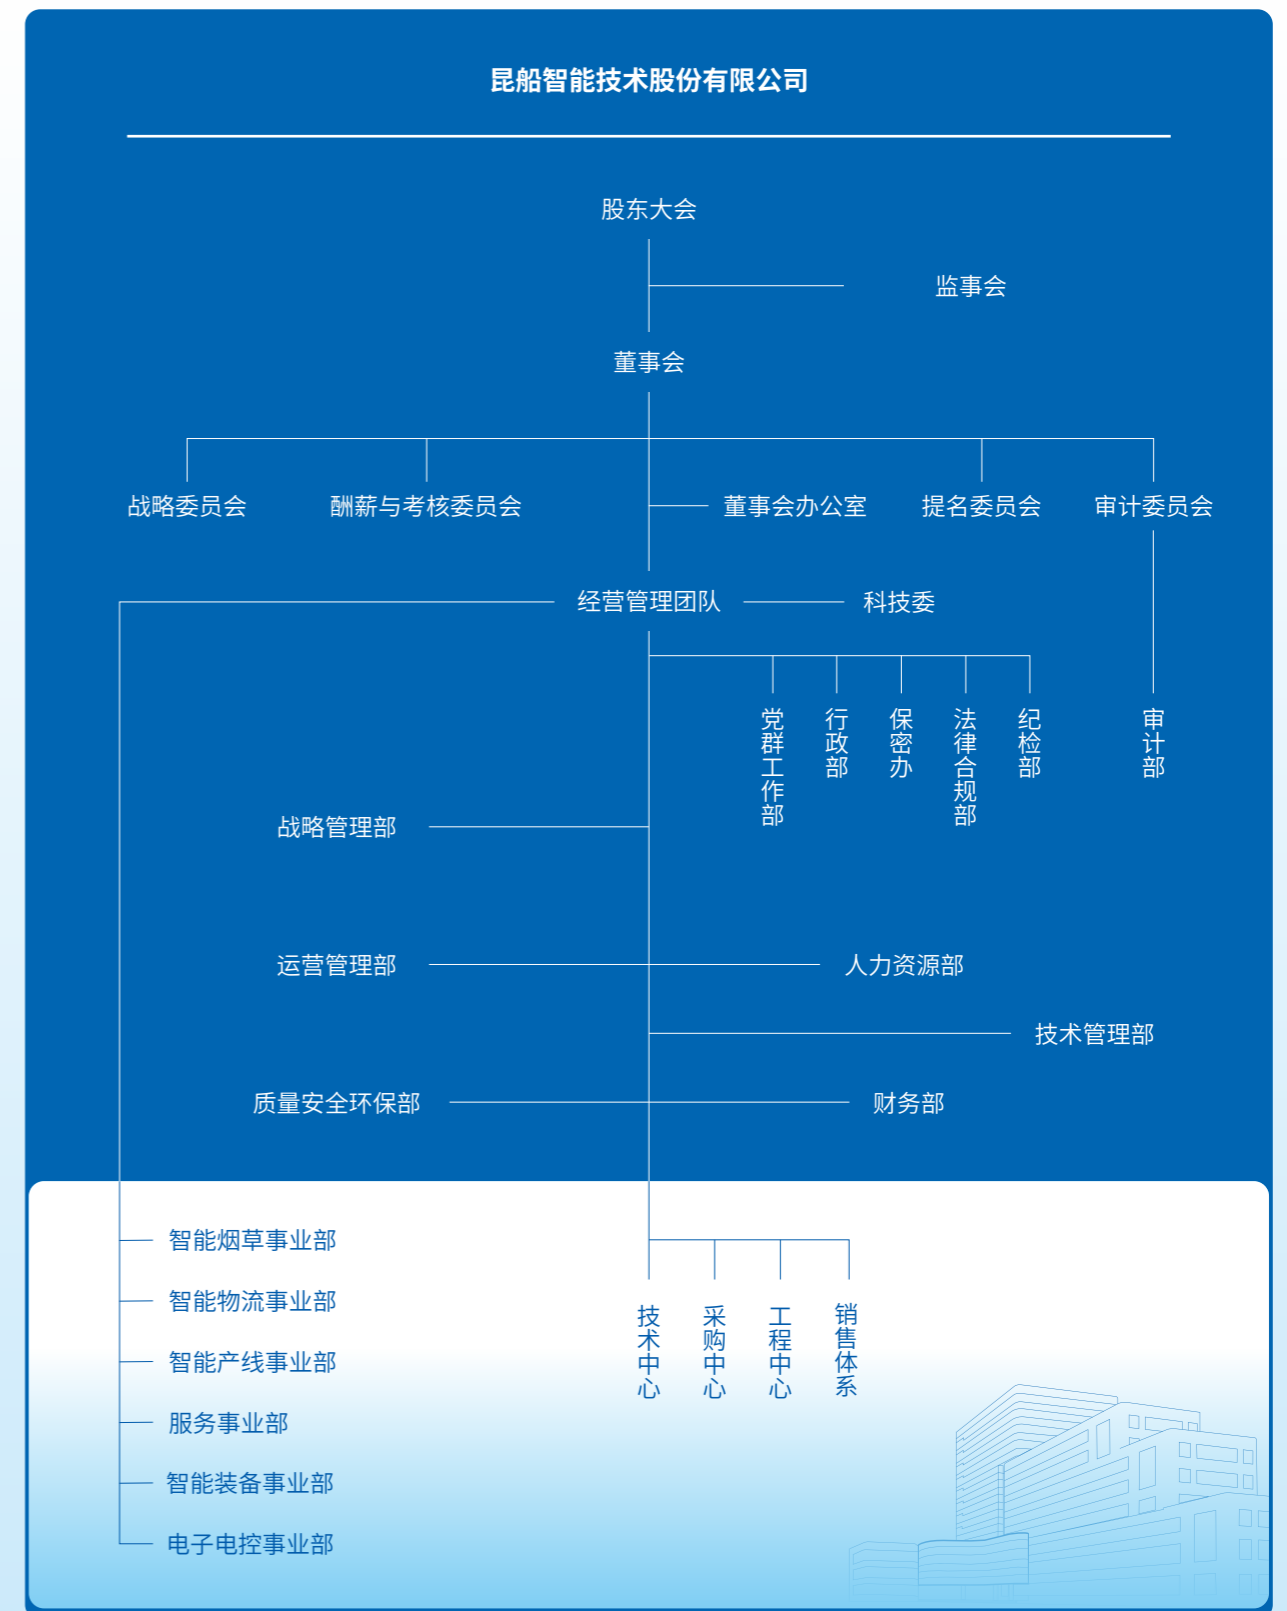 昆船智能技术股份有限公司
股东大会
监事会
董事会
战略委员会
酬薪与考核委员会
董事会办公室
提名委员会
审计委员会
经营管理团队
科技委
党群工作部
行政部
保密办
法律合规部
纪检部
审计部
战略管理部
运营管理部
人力资源部
技术管理部
质量安全环保部
财务部
智能烟草事业部
智能物流事业部
智能产线事业部
服务事业部
智能装备事业部
电子电控事业部
技术中心
采购中心
工程中心
销售体系